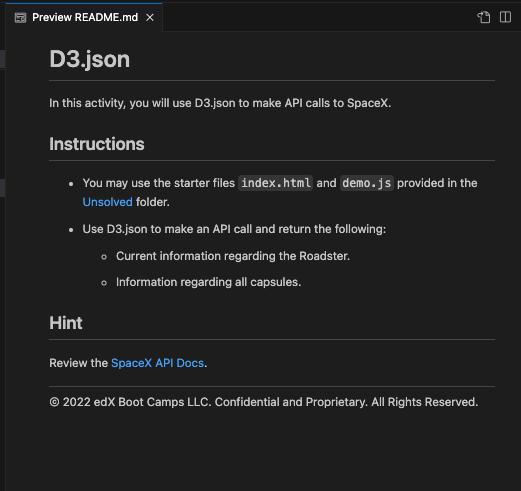 Preview README.md
D3.json
In this activity, you will use D3.json to make API calls to SpaceX.
Instructions
You may use the starter files index.html and demo.js provided in the
Unsolved folder.
Use D3.json to make an API call and return the following:
Current information regarding the Roadster.
Information regarding all capsules.
Hint
Review the SpaceX API Docs.
© 2022 edX Boot Camps LLC. Confidential and Proprietary. All Rights Reserved.